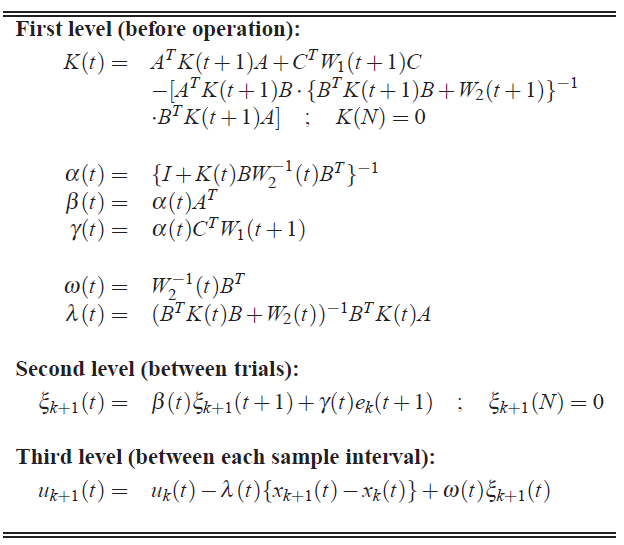 First level (before operation):
K(t) = A^T K(t+1)A + C^T W_1(t+1)C
−[A^T K(t+1)B · {B^T K(t+1)B + W_2(t+1)}^{−1}
·B^T K(t+1)A] ; K(N) = 0
α(t) = {I + K(t)BW_2^{−1}(t)B^T}^{−1}
β(t) = α(t)A^T
γ(t) = α(t)C^T W_1(t+1)
ω(t) = W_2^{−1}(t)B^T
λ(t) = (B^T K(t)B + W_2(t))^{−1}B^T K(t)A
Second level (between trials):
ξ_{k+1}(t) = β(t)ξ_{k+1}(t+1) + γ(t)e_k(t+1) ; ξ_{k+1}(N) = 0
Third level (between each sample interval):
u_{k+1}(t) = u_k(t) − λ(t){x_{k+1}(t) − x_k(t)} + ω(t)ξ_{k+1}(t)